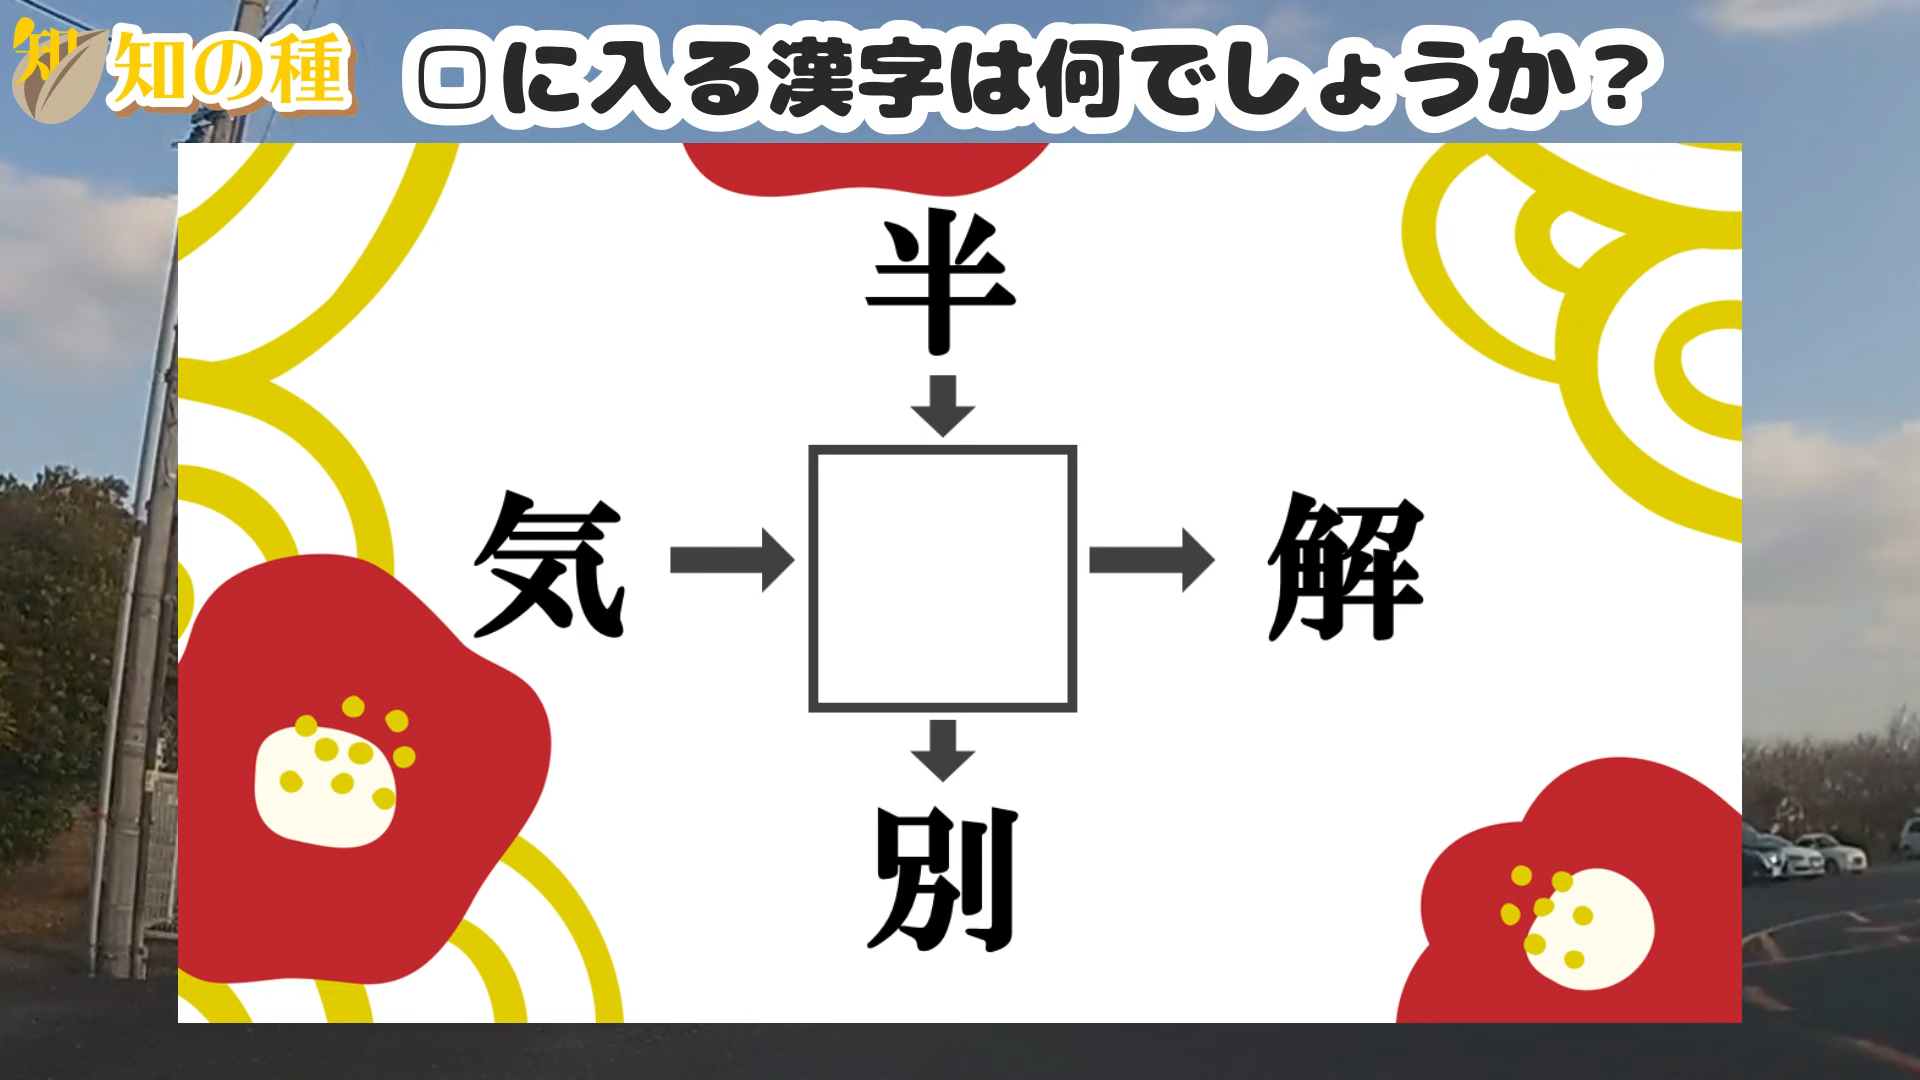 知 知の種 □に入る漢字は何でしょうか？
半
気 解
別